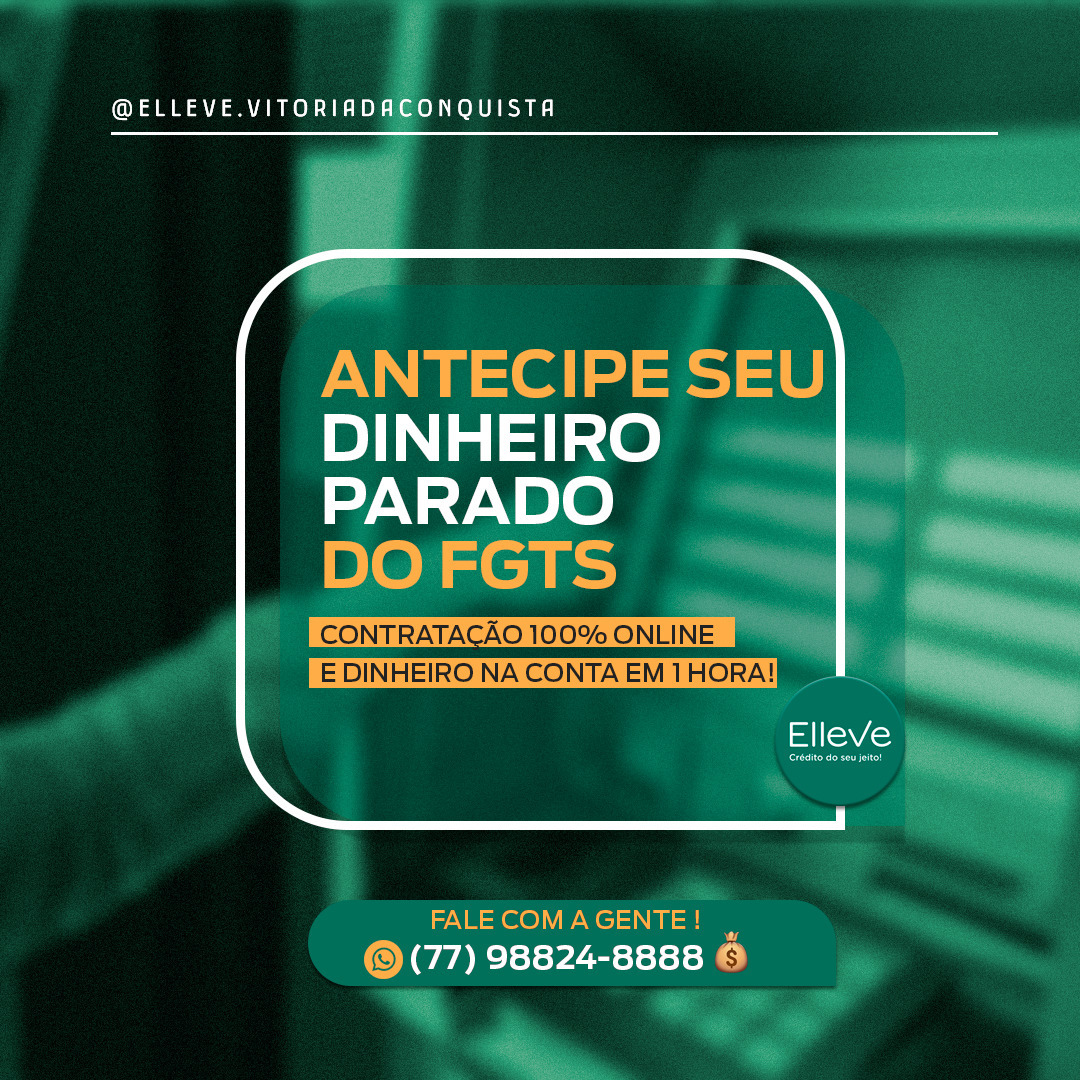 @ELLEVE.VITORIADACONQUISTA
ANTECIPE SEU
DINHEIRO
PARADO
DO FGTS
CONTRATAÇÃO 100% ONLINE
E DINHEIRO NA CONTA EM 1 HORA!
Elleve
Crédito do seu jeito!
FALE COM A GENTE !
(77) 98824-8888